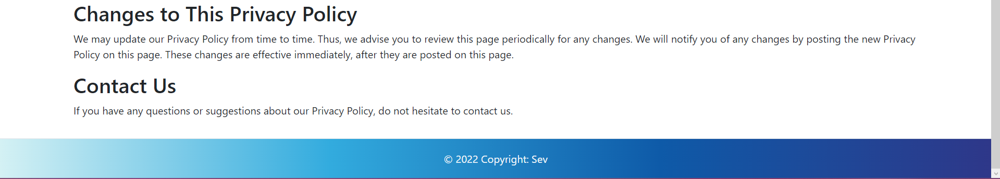 Changes to This Privacy Policy
We may update our Privacy Policy from time to time. Thus, we advise you to review this page periodically for any changes. We will notify you of any changes by posting the new Privacy
Policy on this page. These changes are effective immediately, after they are posted on this page.
Contact Us
If you have any questions or suggestions about our Privacy Policy, do not hesitate to contact us.
© 2022 Copyright: Sev